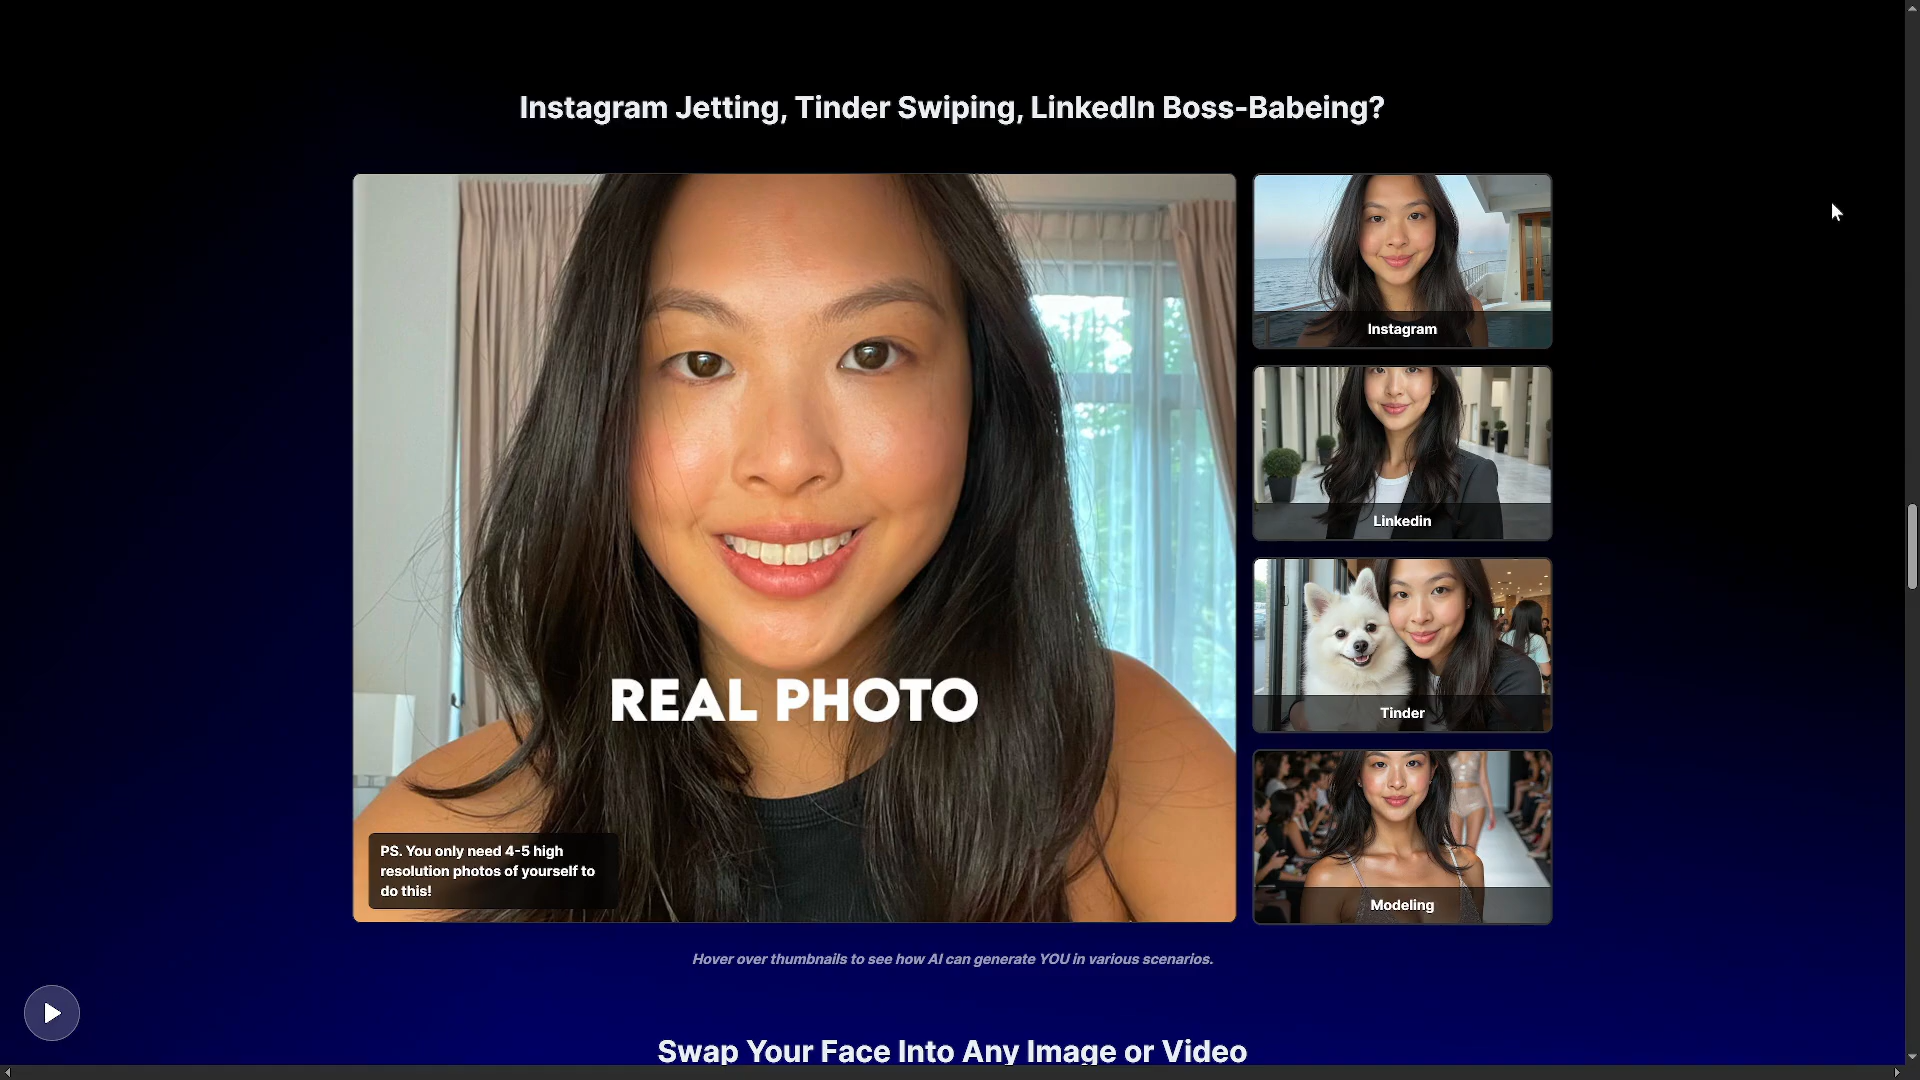 Instagram Jetting, Tinder Swiping, LinkedIn Boss-Babeing?
REAL PHOTO
PS. You only need 4-5 high
resolution photos of yourself to
do this!
Instagram
Linkedin
Tinder
Modeling
Hover over thumbnails to see how AI can generate YOU in various scenarios.
Swap Your Face Into Any Image or Video